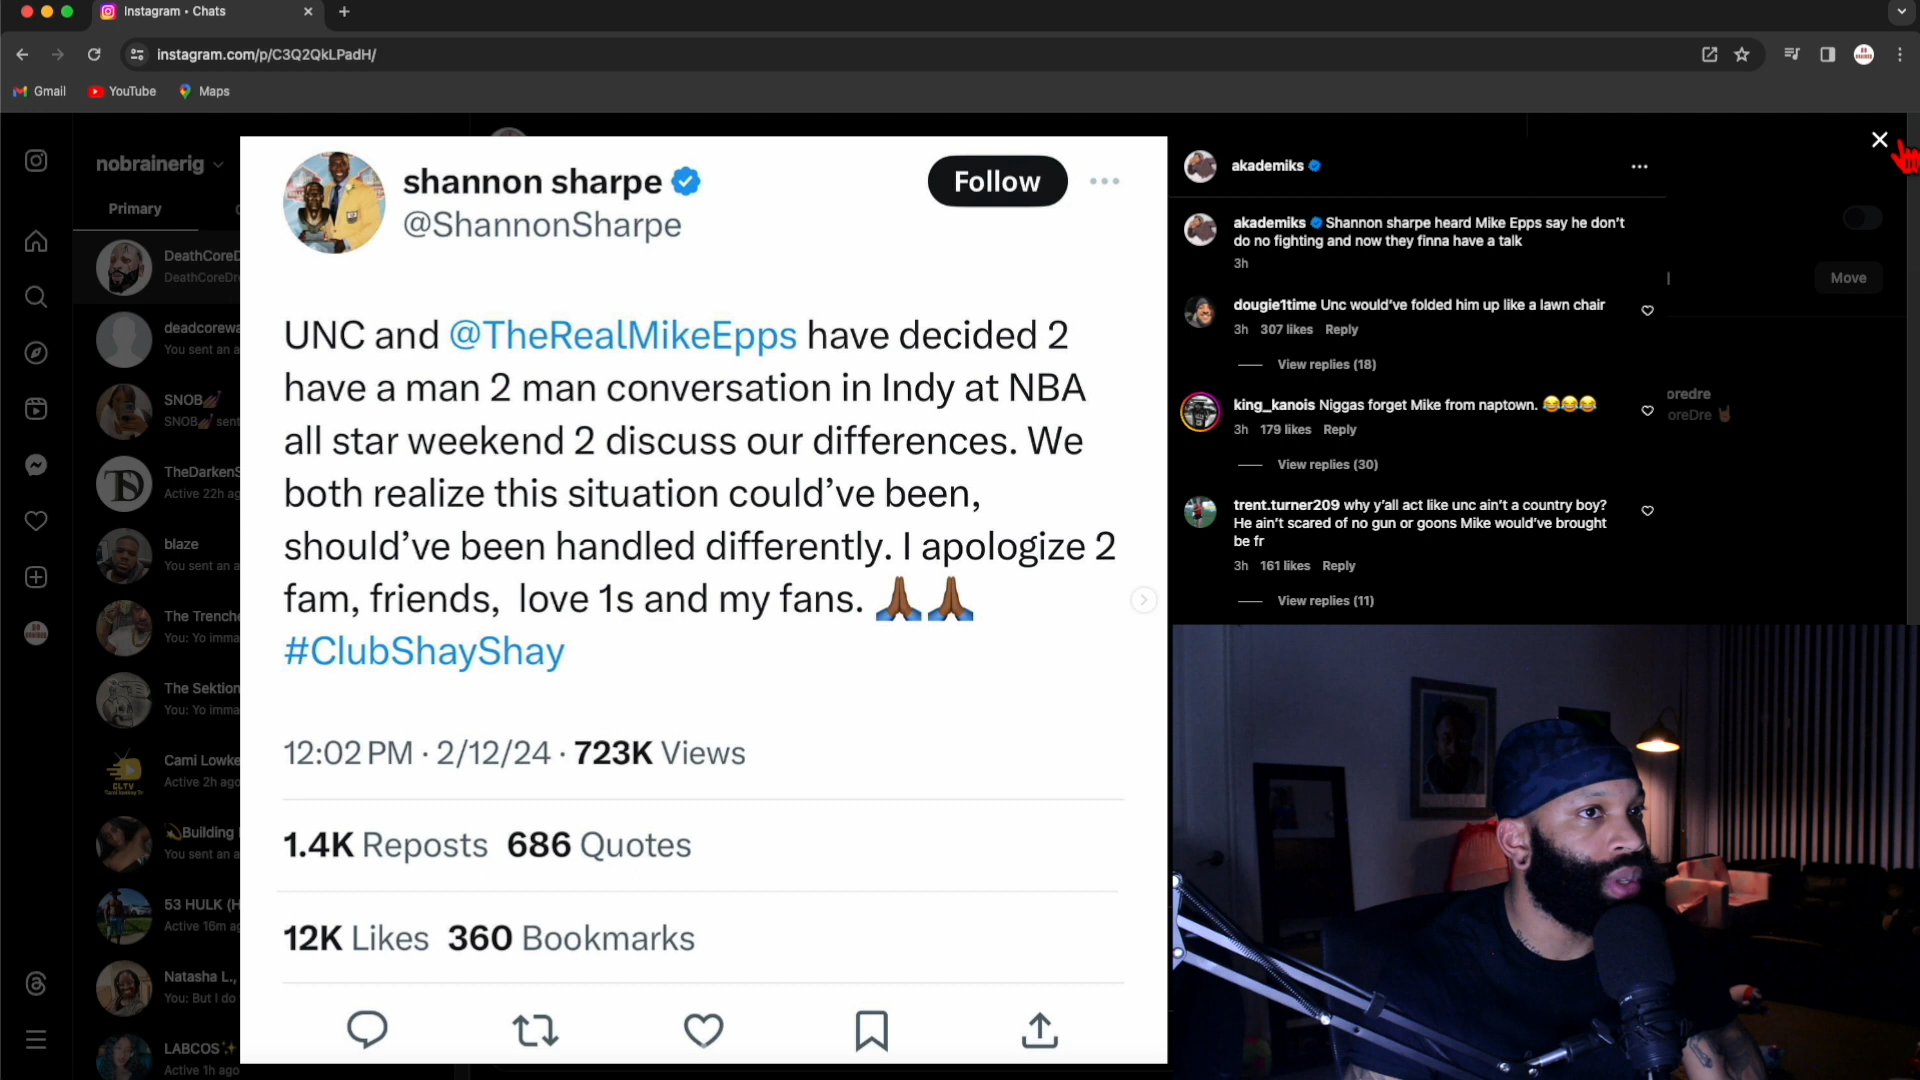 Instagram • Chats
instagram.com/p/C3Q2QkLPadH/
Gmail
YouTube
Maps
nobrainerig
Primary
DeathCoreD
DeathCoreDr
deadcorewa
You sent an a
SNOB💅🏿
SNOB💅🏿 sent
TheDarkenS
Active 22h ag
blaze
You sent an a
The Trenche
You: Yo imma
The Sektion
You: Yo imma
Cami Lowke
Active 2h ago
💫Building
You sent an a
53 HULK (H
Active 16m ag
Natasha L.,
You: But I do
LABCOS✨
Active 1h ago
shannon sharpe
@ShannonSharpe
Follow
UNC and @TheRealMikeEpps have decided 2
have a man 2 man conversation in Indy at NBA
all star weekend 2 discuss our differences. We
both realize this situation could’ve been,
should’ve been handled differently. I apologize 2
fam, friends,  love 1s and my fans. 🙏🏾🙏🏾
#ClubShayShay
12:02 PM · 2/12/24 · 723K Views
1.4K Reposts 686 Quotes
12K Likes 360 Bookmarks
akademiks
akademiks Shannon sharpe heard Mike Epps say he don’t
do no fighting and now they finna have a talk
3h
dougie1time Unc would’ve folded him up like a lawn chair
3h 307 likes Reply
View replies (18)
king_kanois Niggas forget Mike from naptown. 😂😂😂
3h 179 likes Reply
View replies (30)
trent.turner209 why y’all act like unc ain’t a country boy?
He ain’t scared of no gun or goons Mike would’ve brought
be fr
3h 161 likes Reply
View replies (11)
Move
oredre
oreDre 🤘🏿